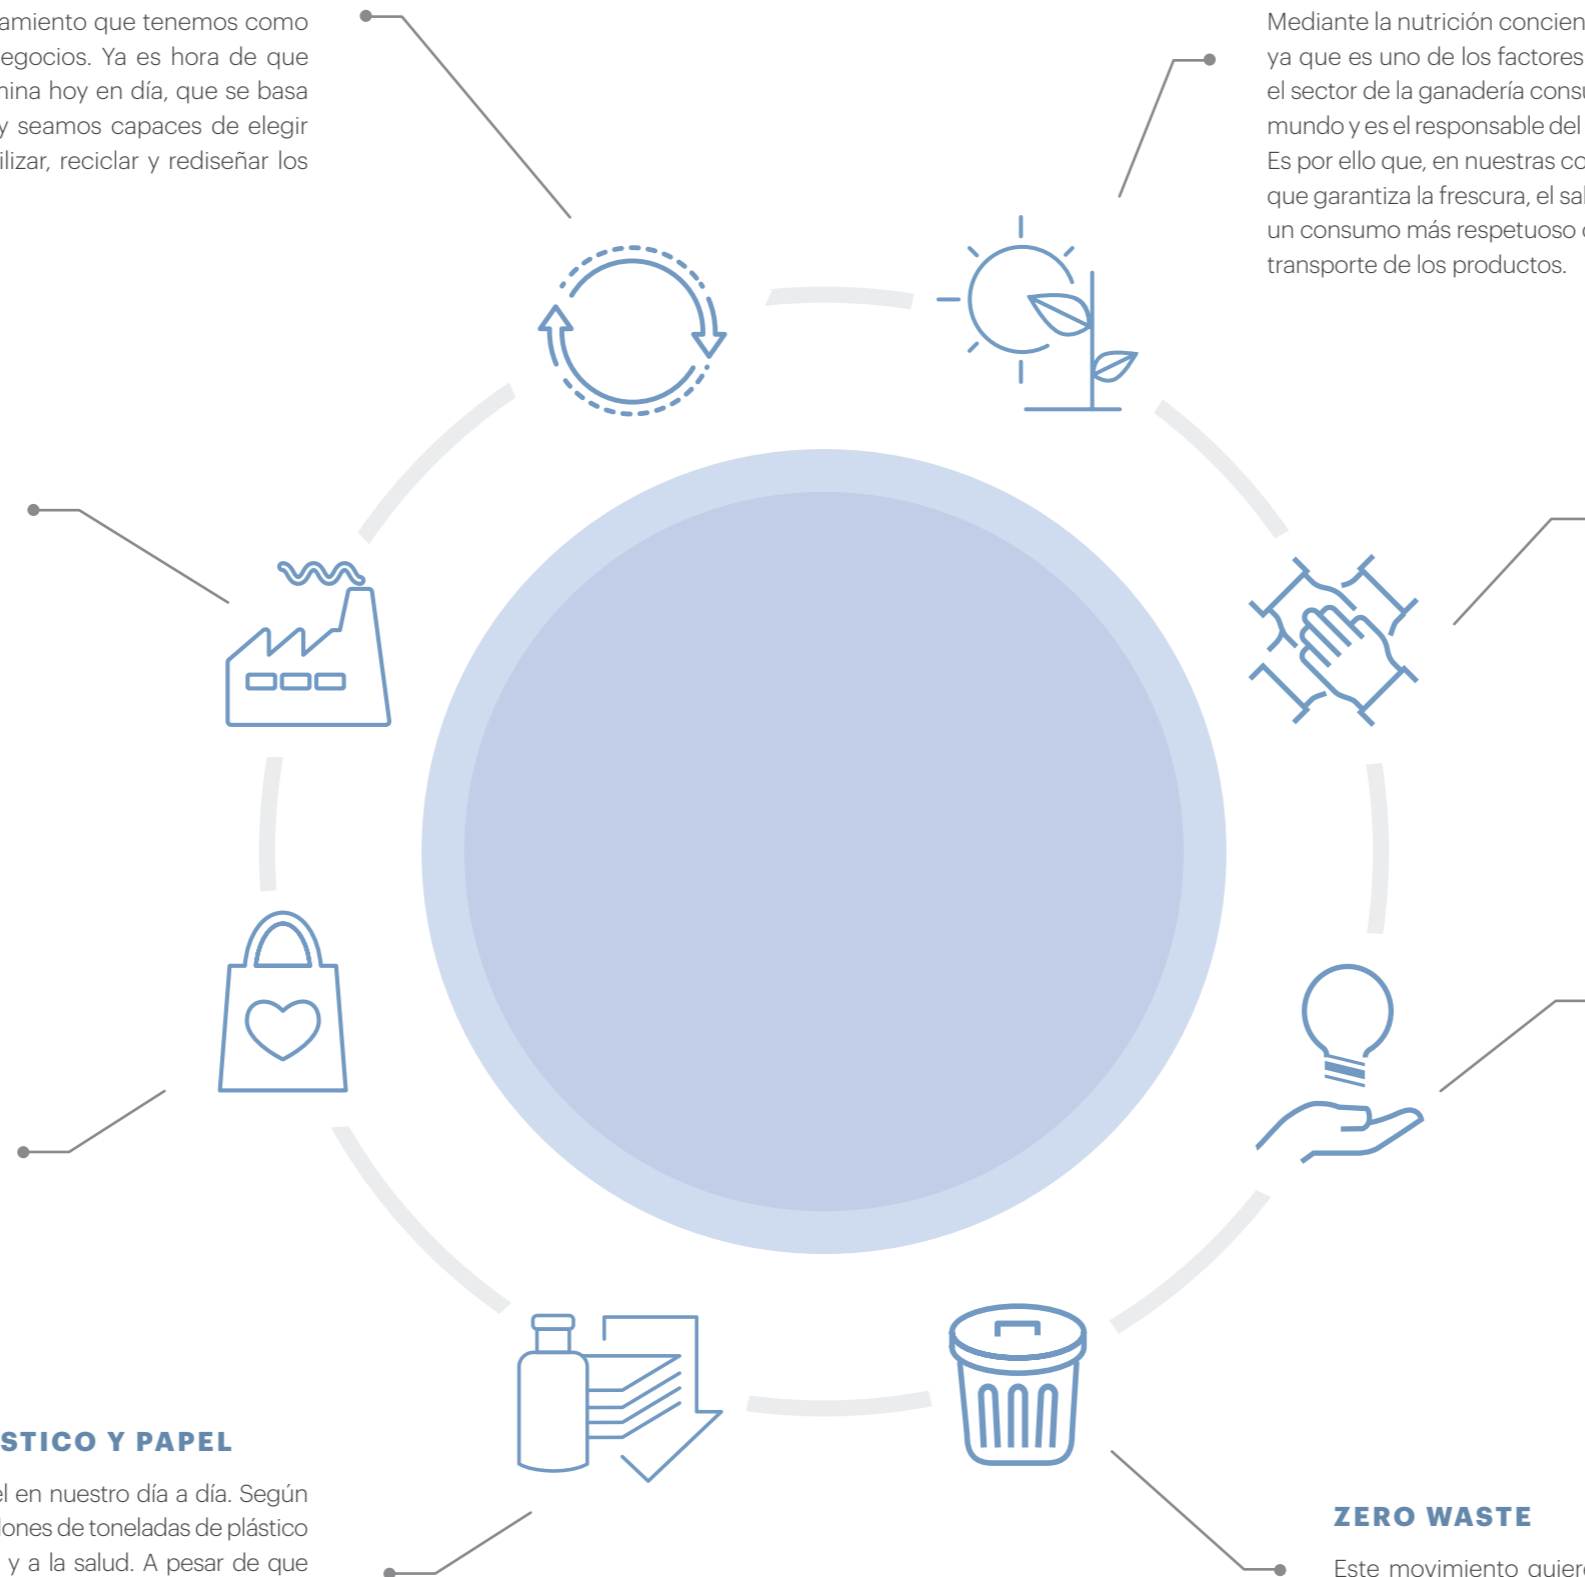 amiento que tenemos como
egocios. Ya es hora de que
nina hoy en día, que se basa
y seamos capaces de elegir
ilizar, reciclar y rediseñar los
Mediante la nutrición concien
ya que es uno de los factores
el sector de la ganadería consu
mundo y es el responsable del
Es por ello que, en nuestras co
que garantiza la frescura, el sal
un consumo más respetuoso
transporte de los productos.
STICO Y PAPEL
el en nuestro día a día. Según
lones de toneladas de plástico
y a la salud. A pesar de que
ZERO WASTE
Este movimiento quier